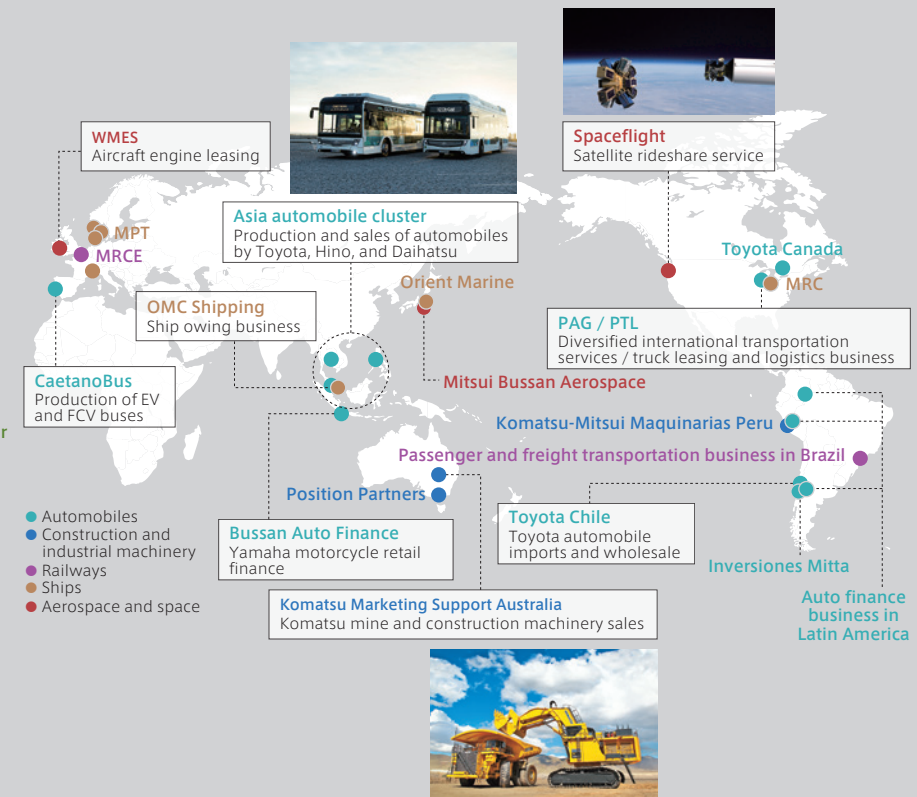 WMES
Aircraft engine leasing
Spaceflight
Satellite rideshare service
Asia automobile cluster
Production and sales of automobiles
by Toyota, Hino, and Daihatsu
MPT
MRCE
Toyota Canada
MRC
Orient Marine
OMC Shipping
Ship owing business
PAG / PTL
Diversified international transportation
services / truck leasing and logistics business
CaetanoBus
Production of EV
and FCV buses
Mitsui Bussan Aerospace
Komatsu-Mitsui Maquinarias Peru
r
Passenger and freight transportation business in Brazil
Position Partners
Automobiles
Construction and
industrial machinery
Railways
Ships
Aerospace and space
Bussan Auto Finance
Yamaha motorcycle retail
finance
Toyota Chile
Toyota automobile
imports and wholesale
Inversiones Mitta
Auto finance
business in
Latin America
Komatsu Marketing Support Australia
Komatsu mine and construction machinery sales